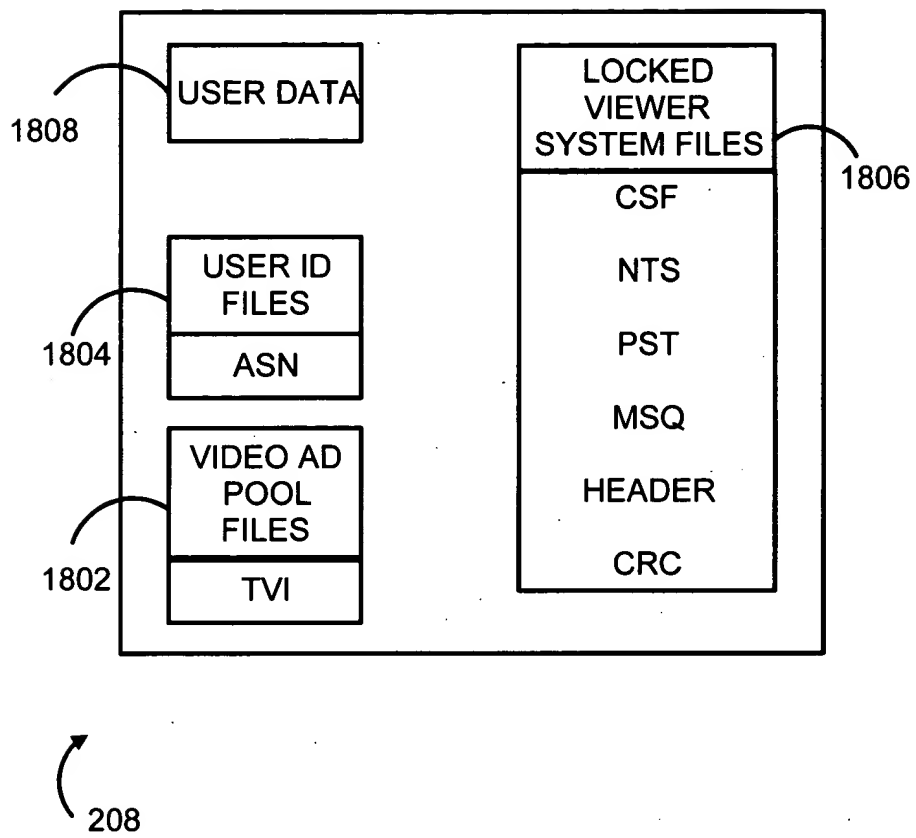 USER DATA
1808
LOCKED
VIEWER
SYSTEM FILES
1806
CSF
NTS
PST
MSQ
HEADER
CRC
USER ID
FILES
1804
ASN
VIDEO AD
POOL
FILES
1802
TVI
208